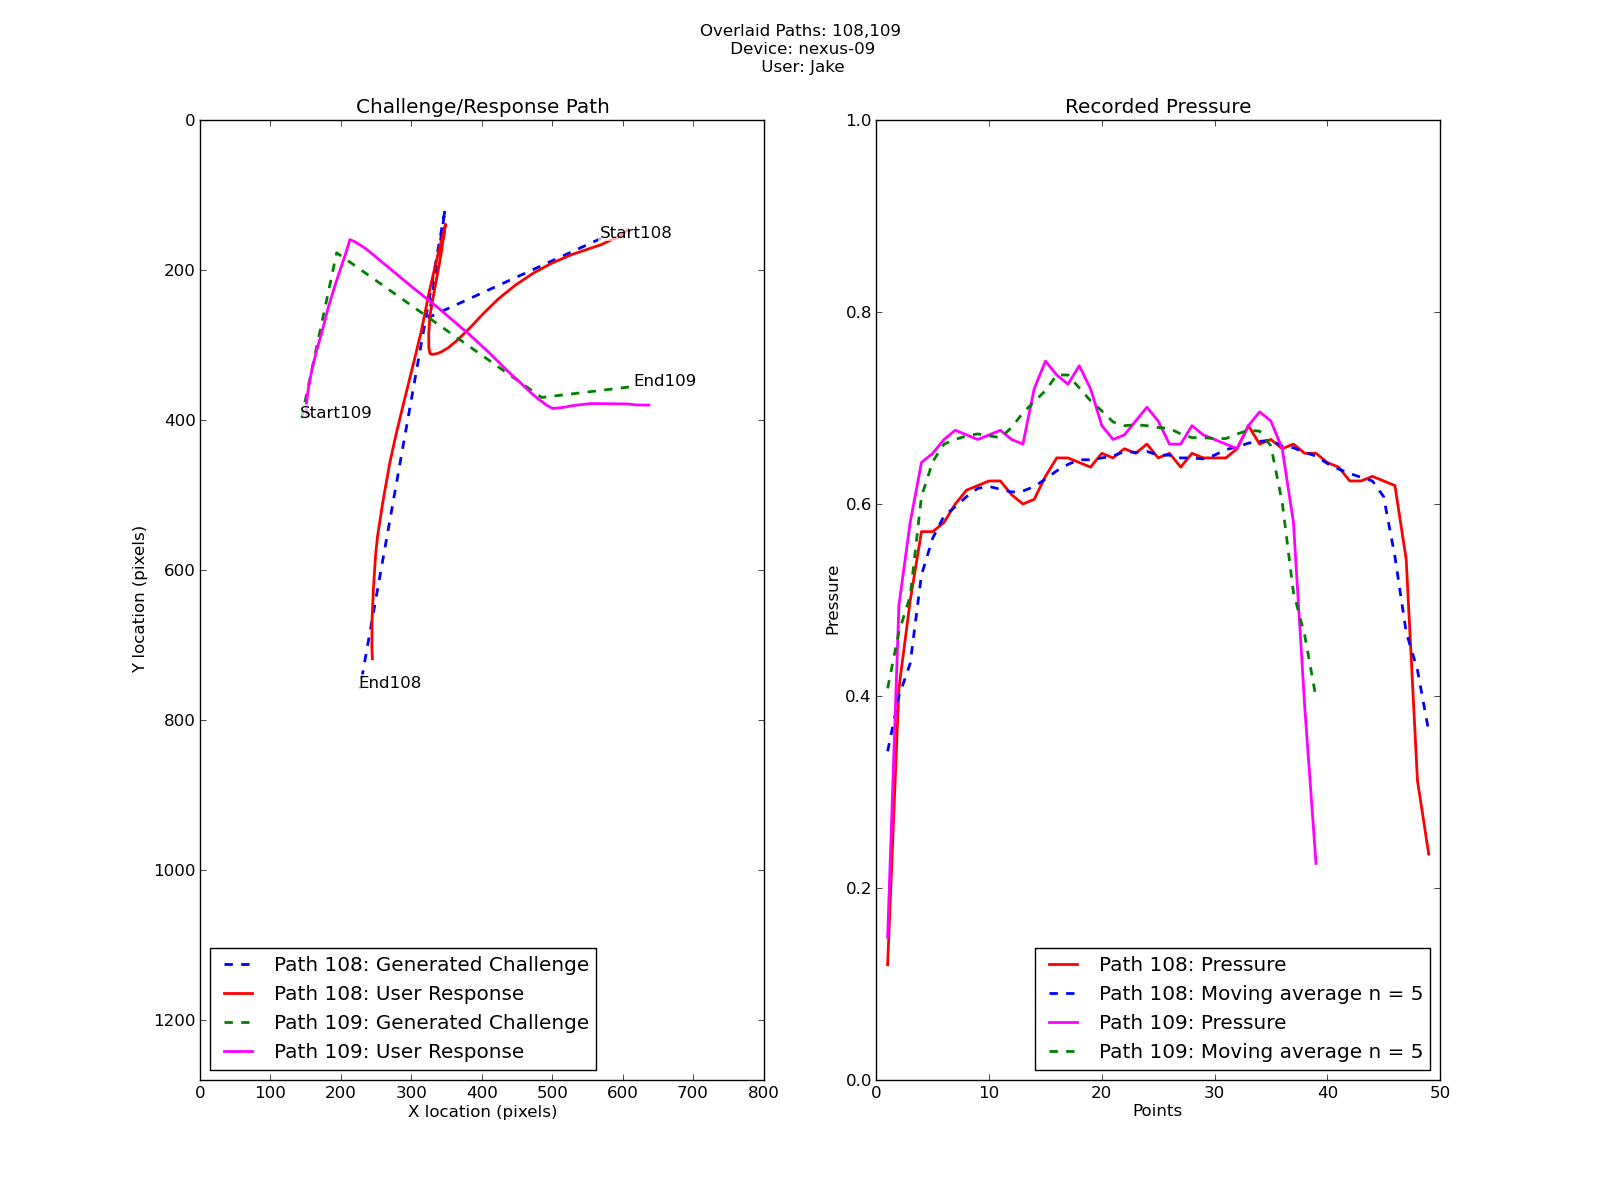 Overlaid Paths: 108,109
Device: nexus-09
User: Jake
Challenge/Response Path
0
200
400
600
800
1000
1200
Y location (pixels)
Start108
End109
Start109
End108
Path 108: Generated Challenge
Path 108: User Response
Path 109: Generated Challenge
Path 109: User Response
0 100 200 300 400 500 600 700 800
X location (pixels)
Recorded Pressure
1.0
0.8
0.6
0.4
0.2
0.0
Pressure
Path 108: Pressure
Path 108: Moving average n = 5
Path 109: Pressure
Path 109: Moving average n = 5
0 10 20 30 40 50
Points